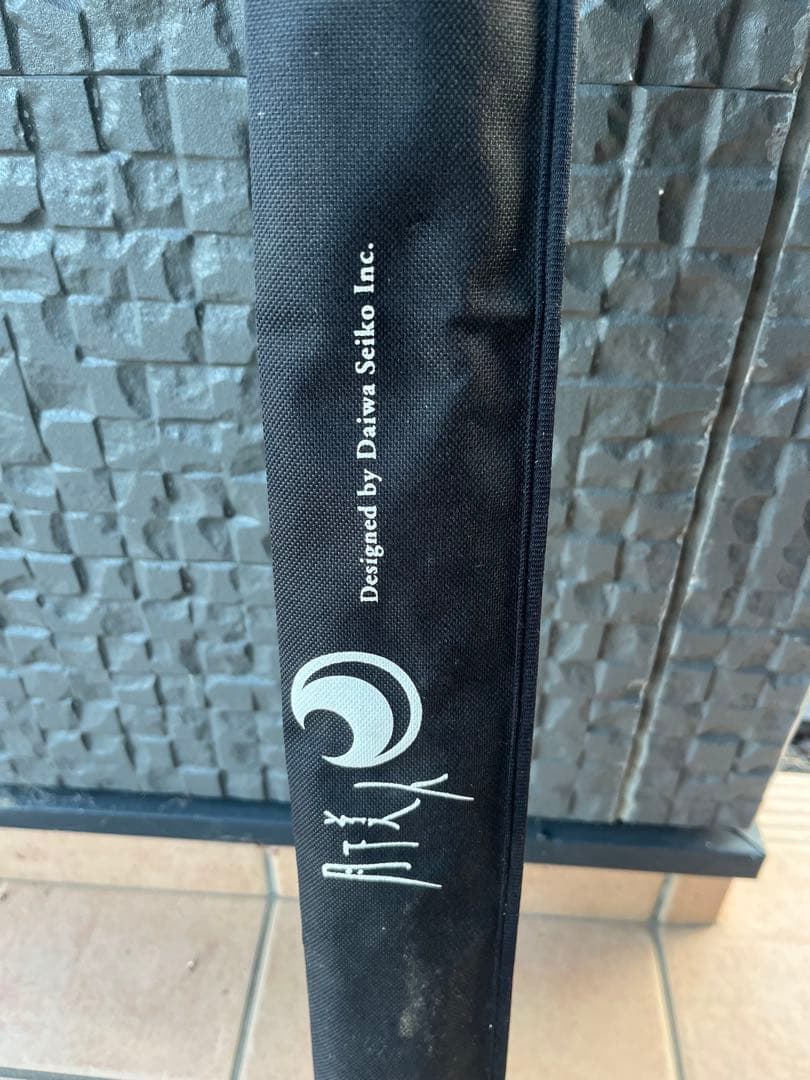 Designed by Daiwa Seiko Inc.
月下美人